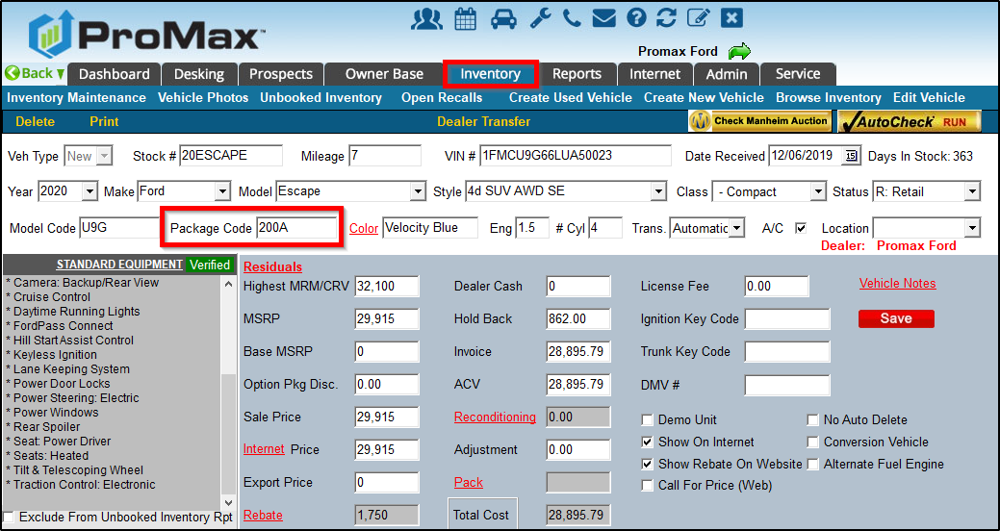 ProMax™
Promax Ford
Back Dashboard Desking Prospects Owner Base Inventory Reports Internet Admin Service
Inventory Maintenance Vehicle Photos Unbooked Inventory Open Recalls Create Used Vehicle Create New Vehicle Browse Inventory Edit Vehicle
Delete Print Dealer Transfer Check Manheim Auction AutoCheck RUN
Veh Type New Stock # 20ESCAPE Mileage 7 VIN # 1FMCU9G66LUA50023 Date Received 12/06/2019 15 Days In Stock: 363
Year 2020 Make Ford Model Escape Style 4d SUV AWD SE Class - Compact Status R: Retail
Model Code U9G Package Code 200A Color Velocity Blue Eng 1.5 # Cyl 4 Trans. Automatic A/C Location
Dealer: Promax Ford
STANDARD EQUIPMENT Verified
* Camera: Backup/Rear View
* Cruise Control
* Daytime Running Lights
* FordPass Connect
* Hill Start Assist Control
* Keyless Ignition
* Lane Keeping System
* Power Door Locks
* Power Steering: Electric
* Power Windows
* Rear Spoiler
* Seat: Power Driver
* Seats: Heated
* Tilt & Telescoping Wheel
* Traction Control: Electronic
Exclude From Unbooked Inventory Rpt
Residuals
Highest MRM/CRV 32,100
MSRP 29,915
Base MSRP 0
Option Pkg Disc. 0.00
Sale Price 29,915
Internet Price 29,915
Export Price 0
Rebate 1,750
Dealer Cash 0
Hold Back 862.00
Invoice 28,895.79
ACV 28,895.79
Reconditioning 0.00
Adjustment 0.00
Pack
Total Cost 28,895.79
License Fee 0.00
Ignition Key Code
Trunk Key Code
DMV #
Demo Unit No Auto Delete
Show On Internet Conversion Vehicle
Show Rebate On Website Alternate Fuel Engine
Call For Price (Web)
Vehicle Notes
Save